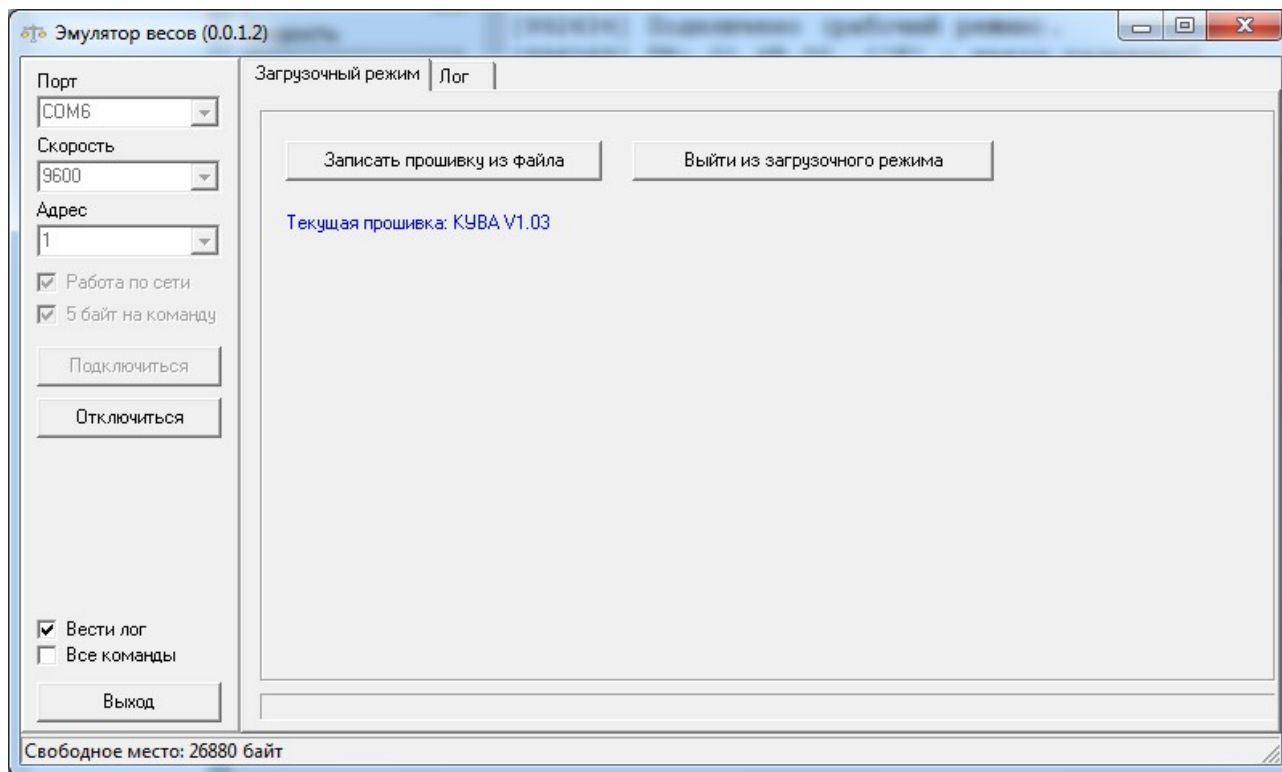 Эмулятор весов (0.0.1.2)
Порт
COM6
Скорость
9600
Адрес
1
Работа по сети
5 байт на команду
Подключиться
Отключиться
Вести лог
Все команды
Выход
Загрузочный режим
Лог
Записать прошивку из файла
Выйти из загрузочного режима
Текущая прошивка: КУВА V1.03
Свободное место: 26880 байт